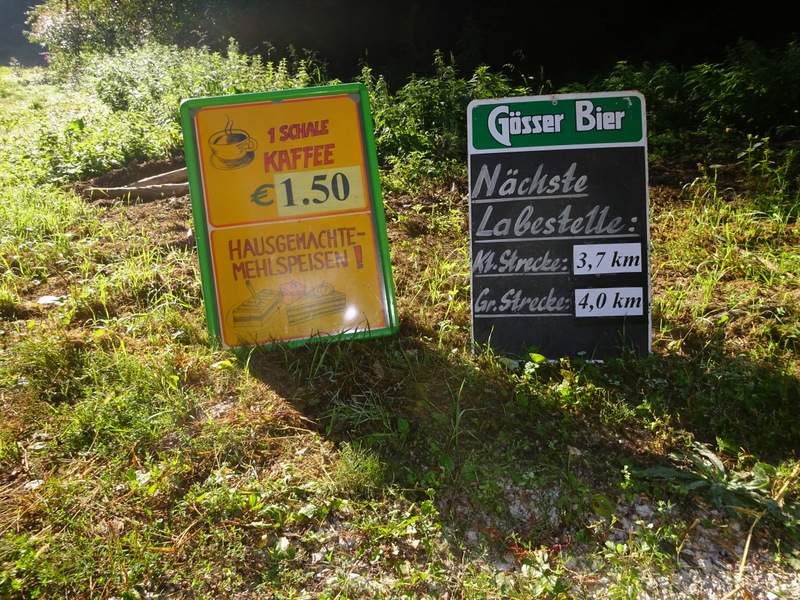 1 SCHALE
KAFFEE
€ 1.50
HAUSGEMACHTE-
MEHLSPEISEN!
Gösser Bier
Nächste
Labestelle:
Kl. Strecke: 3,7 km
Gr. Strecke: 4,0 km